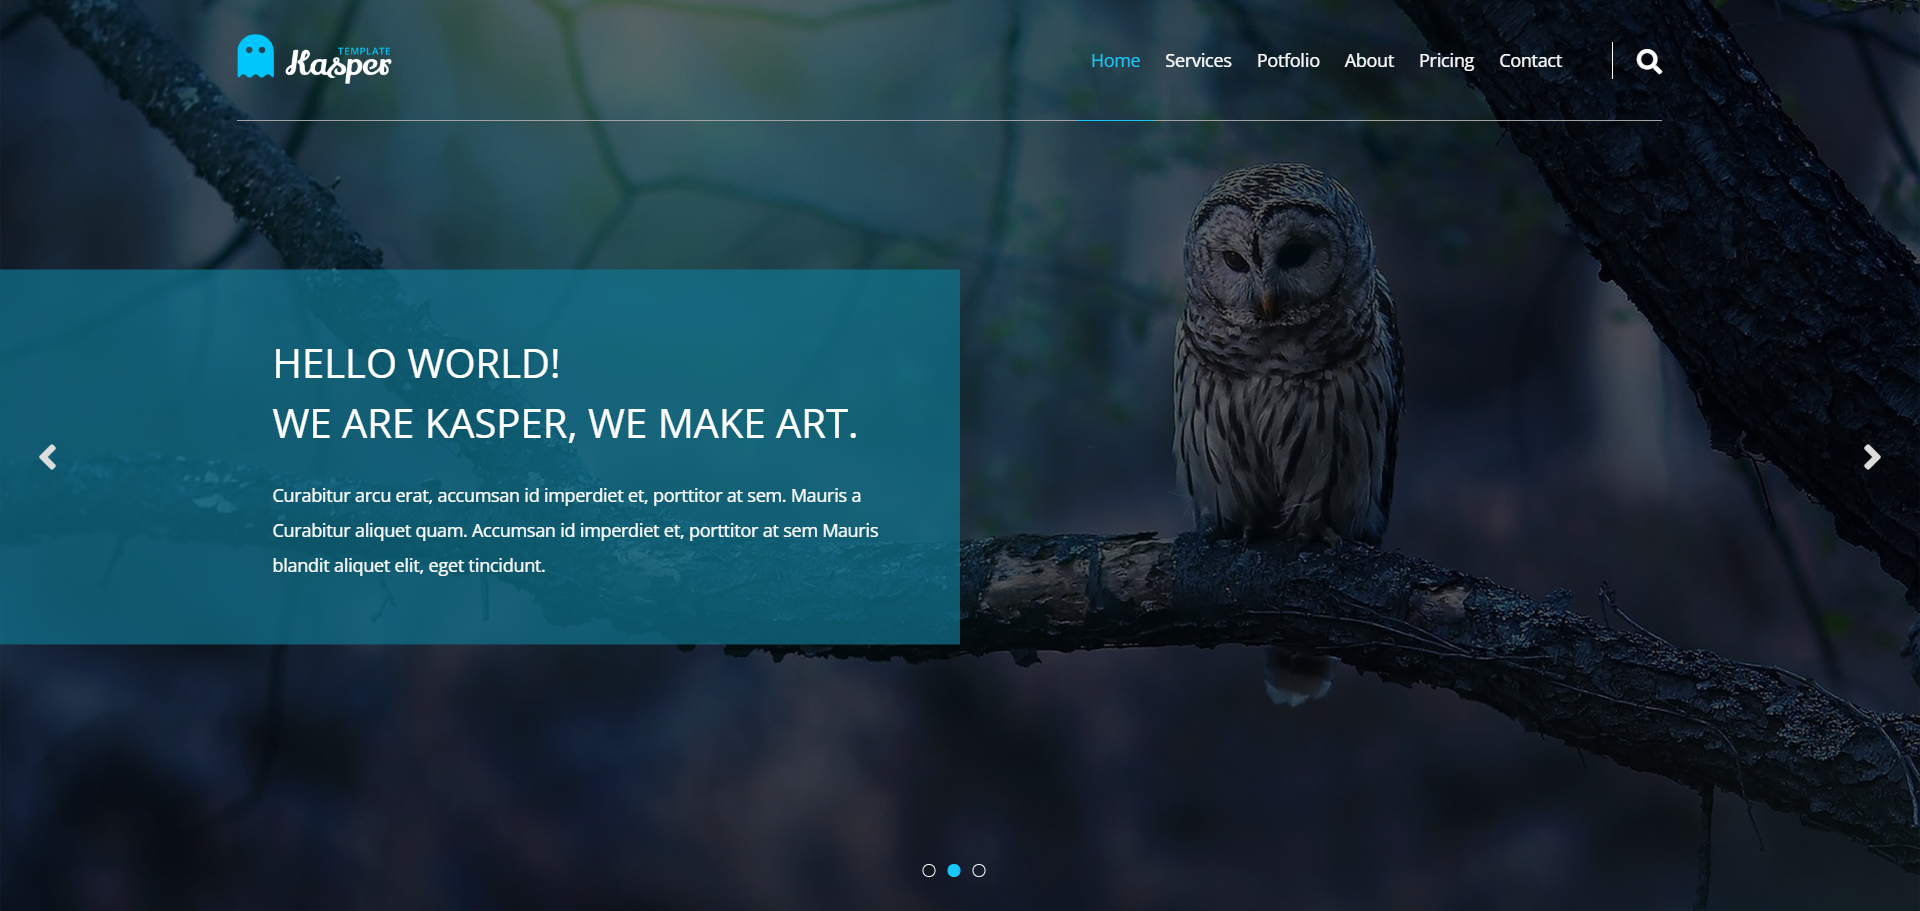 TEMPLATE
Kasper
Home Services Potfolio About Pricing Contact
HELLO WORLD!
WE ARE KASPER, WE MAKE ART.
Curabitur arcu erat, accumsan id imperdiet et, porttitor at sem. Mauris a
Curabitur aliquet quam. Accumsan id imperdiet et, porttitor at sem Mauris
blandit aliquet elit, eget tincidunt.